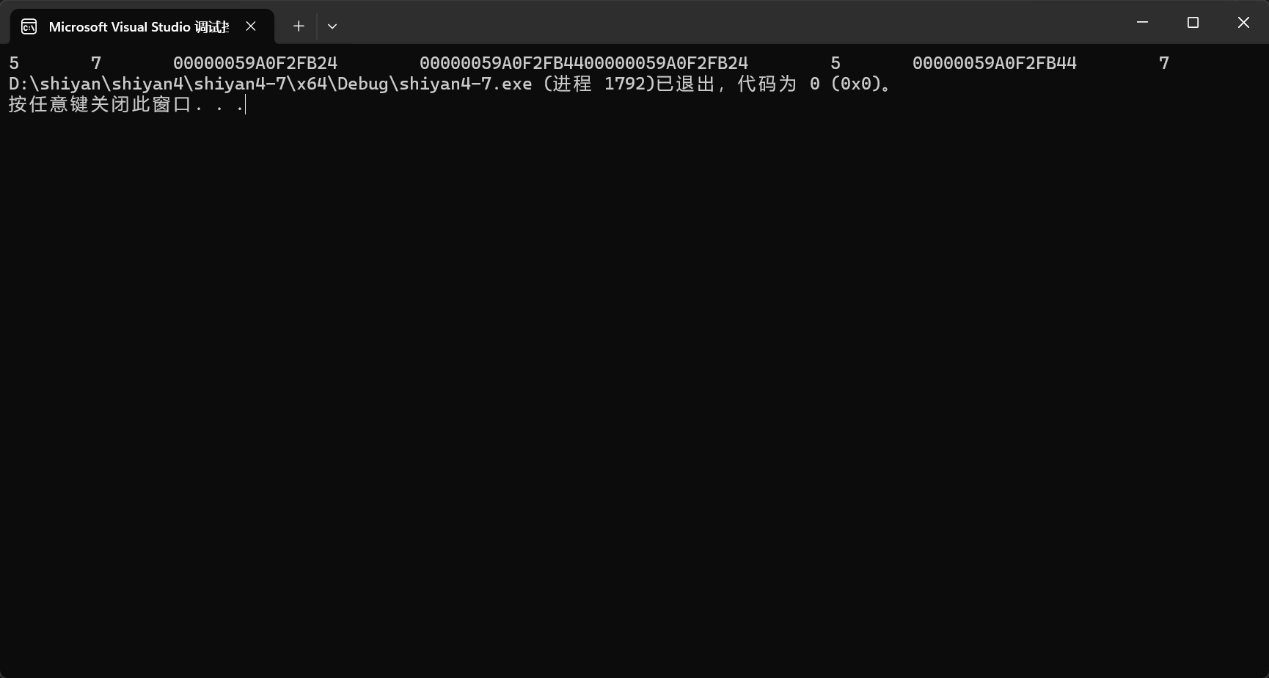 Microsoft Visual Studio 调试控
5 7 00000059A0F2FB24 00000059A0F2FB4400000059A0F2FB24 5 00000059A0F2FB44 7
D:\shiyan\shiyan4\shiyan4-7\x64\Debug\shiyan4-7.exe (进程 1792)已退出，代码为 0 (0x0)。
按任意键关闭此窗口. . .